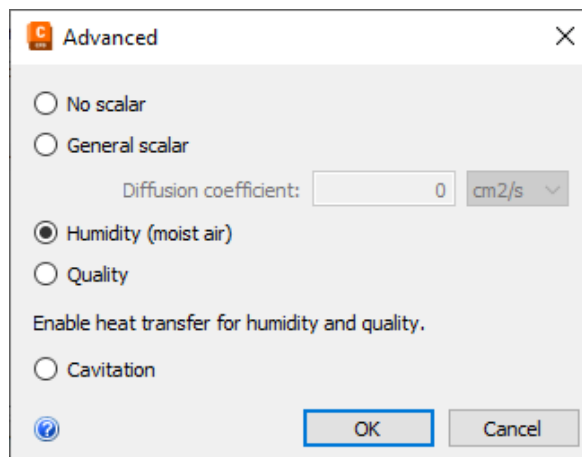 Advanced
No scalar
General scalar
Diffusion coefficient: 0 cm2/s
Humidity (moist air)
Quality
Enable heat transfer for humidity and quality.
Cavitation
OK Cancel